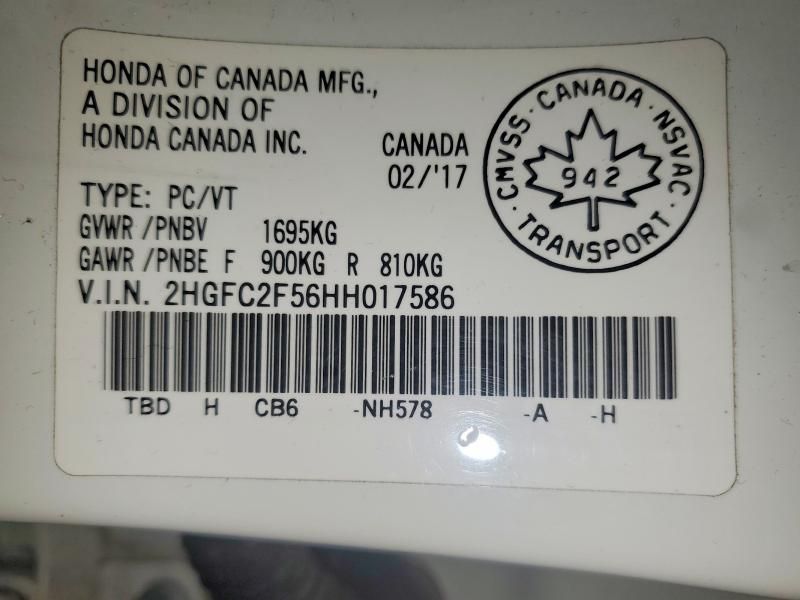 HONDA OF CANADA MFG.,
A DIVISION OF
HONDA CANADA INC.
CANADA
02/'17
TYPE: PC/VT
GVWR/PNBV 1695KG
GAWR/PNBE F 900KG R 810KG
V.I.N. 2HGFC2F56HH017586
TBD H CB6 -NH578 -A -H
CMVSS · CANADA · NSVAC · TRANSPORT ·
942